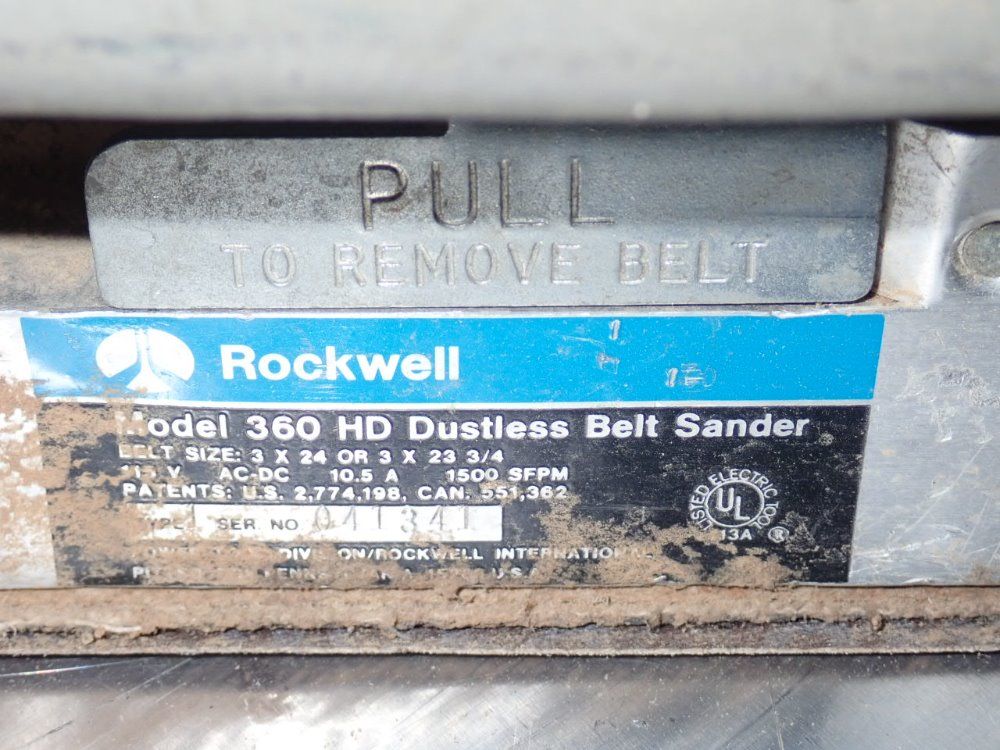 PULL
TO REMOVE BELT
Rockwell
Model 360 HD Dustless Belt Sander
BELT SIZE: 3 X 24 OR 3 X 23 3/4
V AC-DC 10.5 A 1500 SFPM
PATENTS: U.S. 2,774,198, CAN. 551,362
SER. NO 041341
DIVISION/ROCKWELL INTERNATIONAL
U.S.A
LISTED ELECTRIC TOOL
UL
13A ®